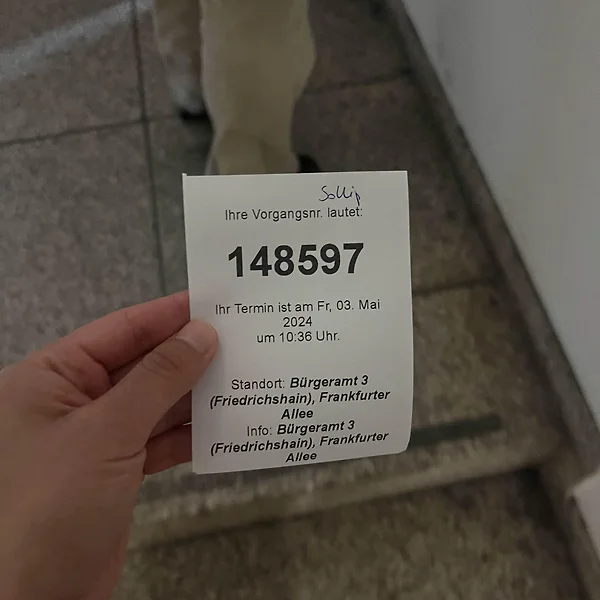 Sollip
Ihre Vorgangsnr. lautet:
148597
Ihr Termin ist am Fr, 03. Mai
2024
um 10:36 Uhr.
Standort: Bürgeramt 3
(Friedrichshain), Frankfurter
Allee
Info: Bürgeramt 3
(Friedrichshain), Frankfurter
Allee